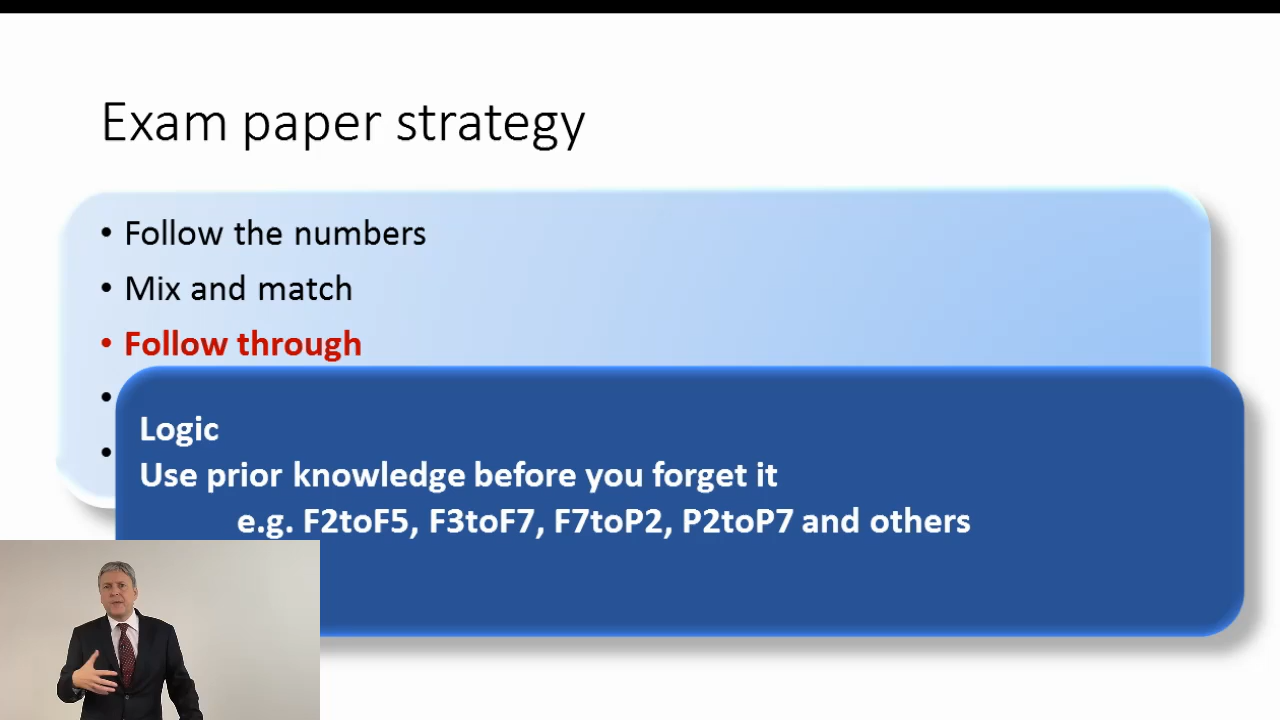 Exam paper strategy
• Follow the numbers
• Mix and match
• Follow through
•
•
Logic
Use prior knowledge before you forget it
e.g. F2toF5, F3toF7, F7toP2, P2toP7 and others